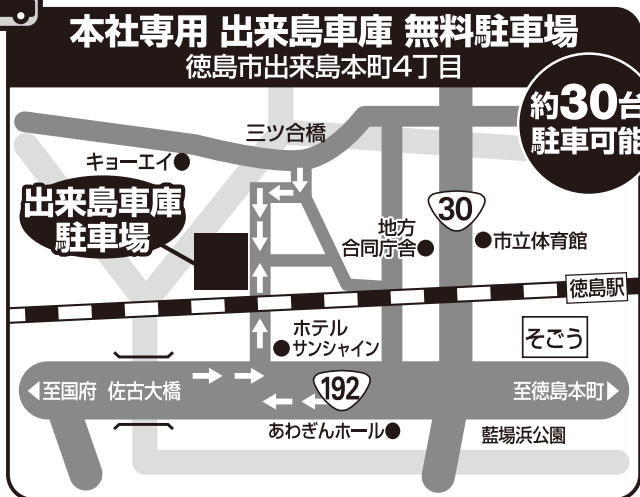 本社専用 出来島車庫 無料駐車場
徳島市出来島本町4丁目
約30台
駐車可能
三ツ合橋
キョーエイ
出来島車庫
駐車場
30
地方
合同庁舎
市立体育館
徳島駅
ホテル
サンシャイン
そごう
至国府 佐古大橋
192
至徳島本町
あわぎんホール
藍場浜公園